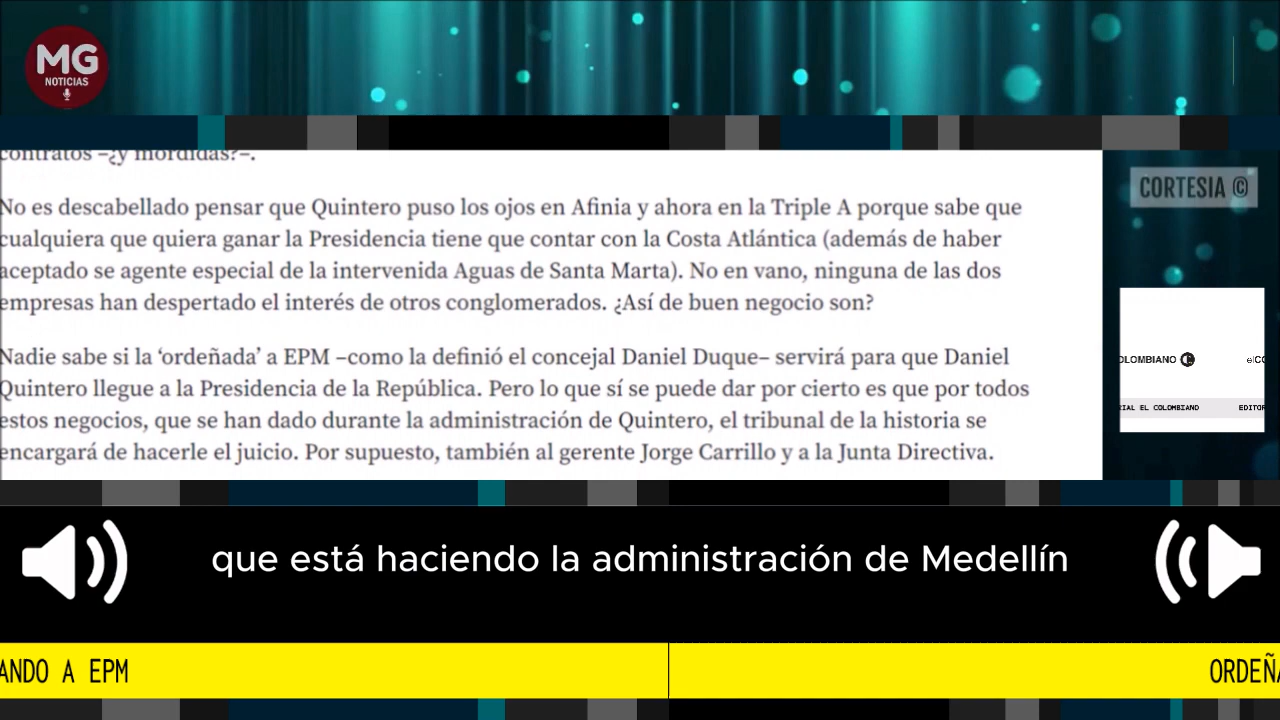 MG
NOTICIAS
contratos –¿y mordidas?–.
CORTESIA ©
No es descabellado pensar que Quintero puso los ojos en Afinia y ahora en la Triple A porque sabe que
cualquiera que quiera ganar la Presidencia tiene que contar con la Costa Atlántica (además de haber
aceptado se agente especial de la intervenida Aguas de Santa Marta). No en vano, ninguna de las dos
empresas han despertado el interés de otros conglomerados. ¿Así de buen negocio son?
Nadie sabe si la ‘ordeñada’ a EPM –como la definió el concejal Daniel Duque– servirá para que Daniel
Quintero llegue a la Presidencia de la República. Pero lo que sí se puede dar por cierto es que por todos
estos negocios, que se han dado durante la administración de Quintero, el tribunal de la historia se
encargará de hacerle el juicio. Por supuesto, también al gerente Jorge Carrillo y a la Junta Directiva.
OLOMBIANO elCO
IAL EL COLOMBIANO EDITOR
que está haciendo la administración de Medellín
ANDO A EPM ORDEÑA